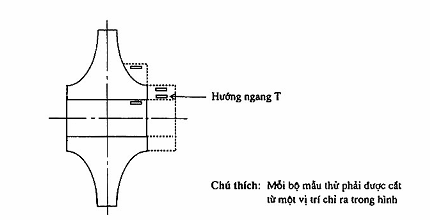 Hướng ngang T
Chú thích: Mỗi bộ mẫu thử phải được cắt
từ một vị trí chỉ ra trong hình